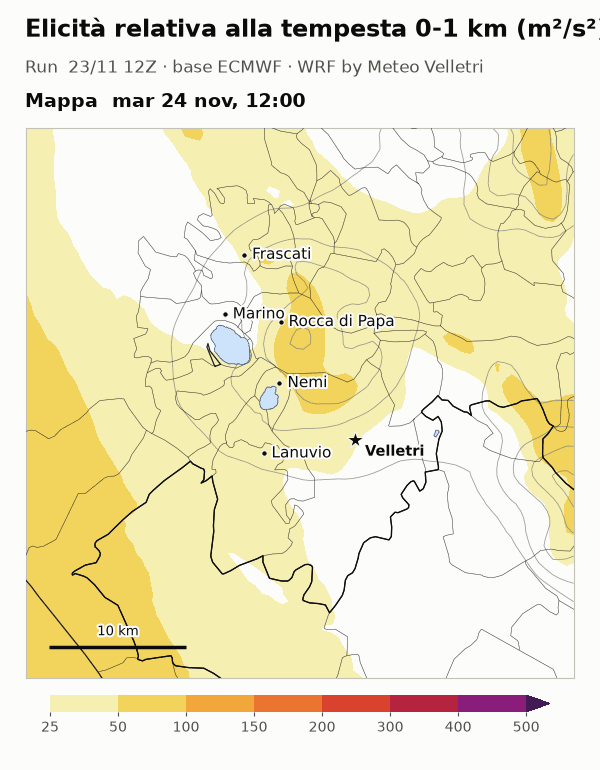 Elicità relativa alla tempesta 0-1 km (m²/s²)
Run 23/11 12Z · base ECMWF · WRF by Meteo Velletri
Mappa mar 24 nov, 12:00
Frascati
Marino
Rocca di Papa
Nemi
Velletri
Lanuvio
10 km
25 50 100 150 200 300 400 500